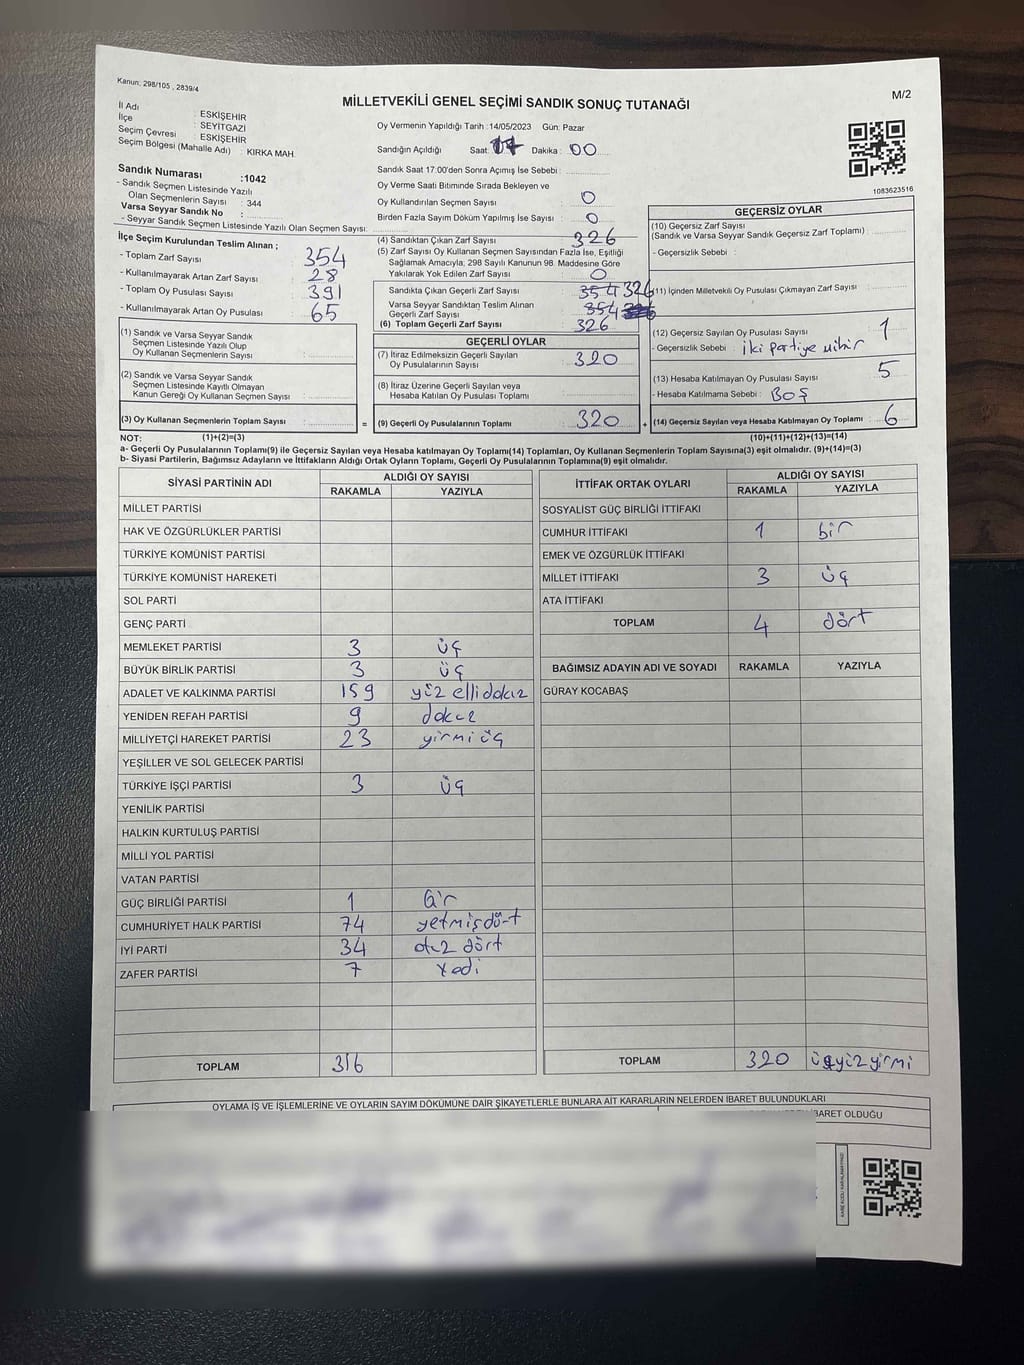 Kanun: 298/105 , 2839/4
M/2
MİLLETVEKİLİ GENEL SEÇİMİ SANDIK SONUÇ TUTANAĞI
İl Adı : ESKİŞEHİR
İlçe : SEYİTGAZİ
Seçim Çevresi : ESKİŞEHİR
Seçim Bölgesi (Mahalle Adı) : KIRKA MAH.
Sandık Numarası :1042
- Sandık Seçmen Listesinde Yazılı
Olan Seçmenlerin Sayısı : 344
Varsa Seyyar Sandık No :
- Seyyar Sandık Seçmen Listesinde Yazılı Olan Seçmen Sayısı:
Oy Vermenin Yapıldığı Tarih :14/05/2023 Gün: Pazar
Sandığın Açıldığı Saat: 17 Dakika : 00
Sandık Saat 17:00'den Sonra Açımış İse Sebebi :
Oy Verme Saati Bitiminde Sırada Bekleyen ve
Oy Kullandırılan Seçmen Sayısı : 0
Birden Fazla Sayım Döküm Yapılmış İse Sayısı : 0
1083623516
İlçe Seçim Kurulundan Teslim Alınan ;
- Toplam Zarf Sayısı : 354
- Kullanılmayarak Artan Zarf Sayısı : 28
- Toplam Oy Pusulası Sayısı : 391
- Kullanılmayarak Artan Oy Pusulası : 65
(1) Sandık ve Varsa Seyyar Sandık
Seçmen Listesinde Yazılı Olup
Oy Kullanan Seçmenlerin Sayısı :
(2) Sandık ve Varsa Seyyar Sandık
Seçmen Listesinde Kayıtlı Olmayan
Kanun Gereği Oy Kullanan Seçmen Sayısı :
(3) Oy Kullanan Seçmenlerin Toplam Sayısı : =
(4) Sandıktan Çıkan Zarf Sayısı : 326
(5) Zarf Sayısı Oy Kullanan Seçmen Sayısından Fazla İse, Eşitliği
Sağlamak Amacıyla; 298 Sayılı Kanunun 98. Maddesine Göre
Yakılarak Yok Edilen Zarf Sayısı : 0
Sandıkta Çıkan Geçerli Zarf Sayısı : 354 326
Varsa Seyyar Sandıktan Teslim Alınan
Geçerli Zarf Sayısı : 354
(6) Toplam Geçerli Zarf Sayısı : 326
GEÇERLİ OYLAR
(7) İtiraz Edilmeksizin Geçerli Sayılan
Oy Pusulalarının Sayısı : 320
(8) İtiraz Üzerine Geçerli Sayılan veya
Hesaba Katılan Oy Pusulası Toplamı :
(9) Geçerli Oy Pusulalarının Toplamı : 320 +
GEÇERSİZ OYLAR
(10) Geçersiz Zarf Sayısı
(Sandık ve Varsa Seyyar Sandık Geçersiz Zarf Toplamı) :
- Geçersizlik Sebebi :
(11) İçinden Milletvekili Oy Pusulası Çıkmayan Zarf Sayısı :
(12) Geçersiz Sayılan Oy Pusulası Sayısı : 1
- Geçersizlik Sebebi : iki partiye mühür
(13) Hesaba Katılmayan Oy Pusulası Sayısı : 5
- Hesaba Katılmama Sebebi : BOŞ
(14) Geçersiz Sayılan veya Hesaba Katılmayan Oy Toplamı : 6
NOT: (1)+(2)=(3) (10)+(11)+(12)+(13)=(14)
a- Geçerli Oy Pusulalarının Toplamı(9) ile Geçersiz Sayılan veya Hesaba katılmayan Oy Toplamı(14) Toplamları, Oy Kullanan Seçmenlerin Toplam Sayısına(3) eşit olmalıdır. (9)+(14)=(3)
b- Siyasi Partilerin, Bağımsız Adayların ve İttifakların Aldığı Ortak Oyların Toplamı, Geçerli Oy Pusulalarının Toplamına(9) eşit olmalıdır.
SİYASİ PARTİNİN ADI ALDIĞI OY SAYISI
RAKAMLA YAZIYLA
MİLLET PARTİSİ
HAK VE ÖZGÜRLÜKLER PARTİSİ
TÜRKİYE KOMÜNİST PARTİSİ
TÜRKİYE KOMÜNİST HAREKETİ
SOL PARTİ
GENÇ PARTİ
MEMLEKET PARTİSİ 3 üç
BÜYÜK BİRLİK PARTİSİ 3 üç
ADALET VE KALKINMA PARTİSİ 159 yüz elli dokuz
YENİDEN REFAH PARTİSİ 9 dokuz
MİLLİYETÇİ HAREKET PARTİSİ 23 yirmi üç
YEŞİLLER VE SOL GELECEK PARTİSİ
TÜRKİYE İŞÇİ PARTİSİ 3 üç
YENİLİK PARTİSİ
HALKIN KURTULUŞ PARTİSİ
MİLLİ YOL PARTİSİ
VATAN PARTİSİ
GÜÇ BİRLİĞİ PARTİSİ 1 bir
CUMHURİYET HALK PARTİSİ 74 yetmişdört
İYİ PARTİ 34 otuz dört
ZAFER PARTİSİ 7 yedi
TOPLAM 316
İTTİFAK ORTAK OYLARI ALDIĞI OY SAYISI
RAKAMLA YAZIYLA
SOSYALİST GÜÇ BİRLİĞİ İTTİFAKI
CUMHUR İTTİFAKI 1 bir
EMEK VE ÖZGÜRLÜK İTTİFAKI
MİLLET İTTİFAKI 3 üç
ATA İTTİFAKI
TOPLAM 4 dört
BAĞIMSIZ ADAYIN ADI VE SOYADI RAKAMLA YAZIYLA
GÜRAY KOCABAŞ
TOPLAM 320 üçyüz yirmi
OYLAMA İŞ VE İŞLEMLERİNE VE OYLARIN SAYIM DÖKÜMÜNE DAİR ŞİKAYETLERLE BUNLARA AİT KARARLARIN NELERDEN İBARET BULUNDUKLARI
İBARET OLDUĞU